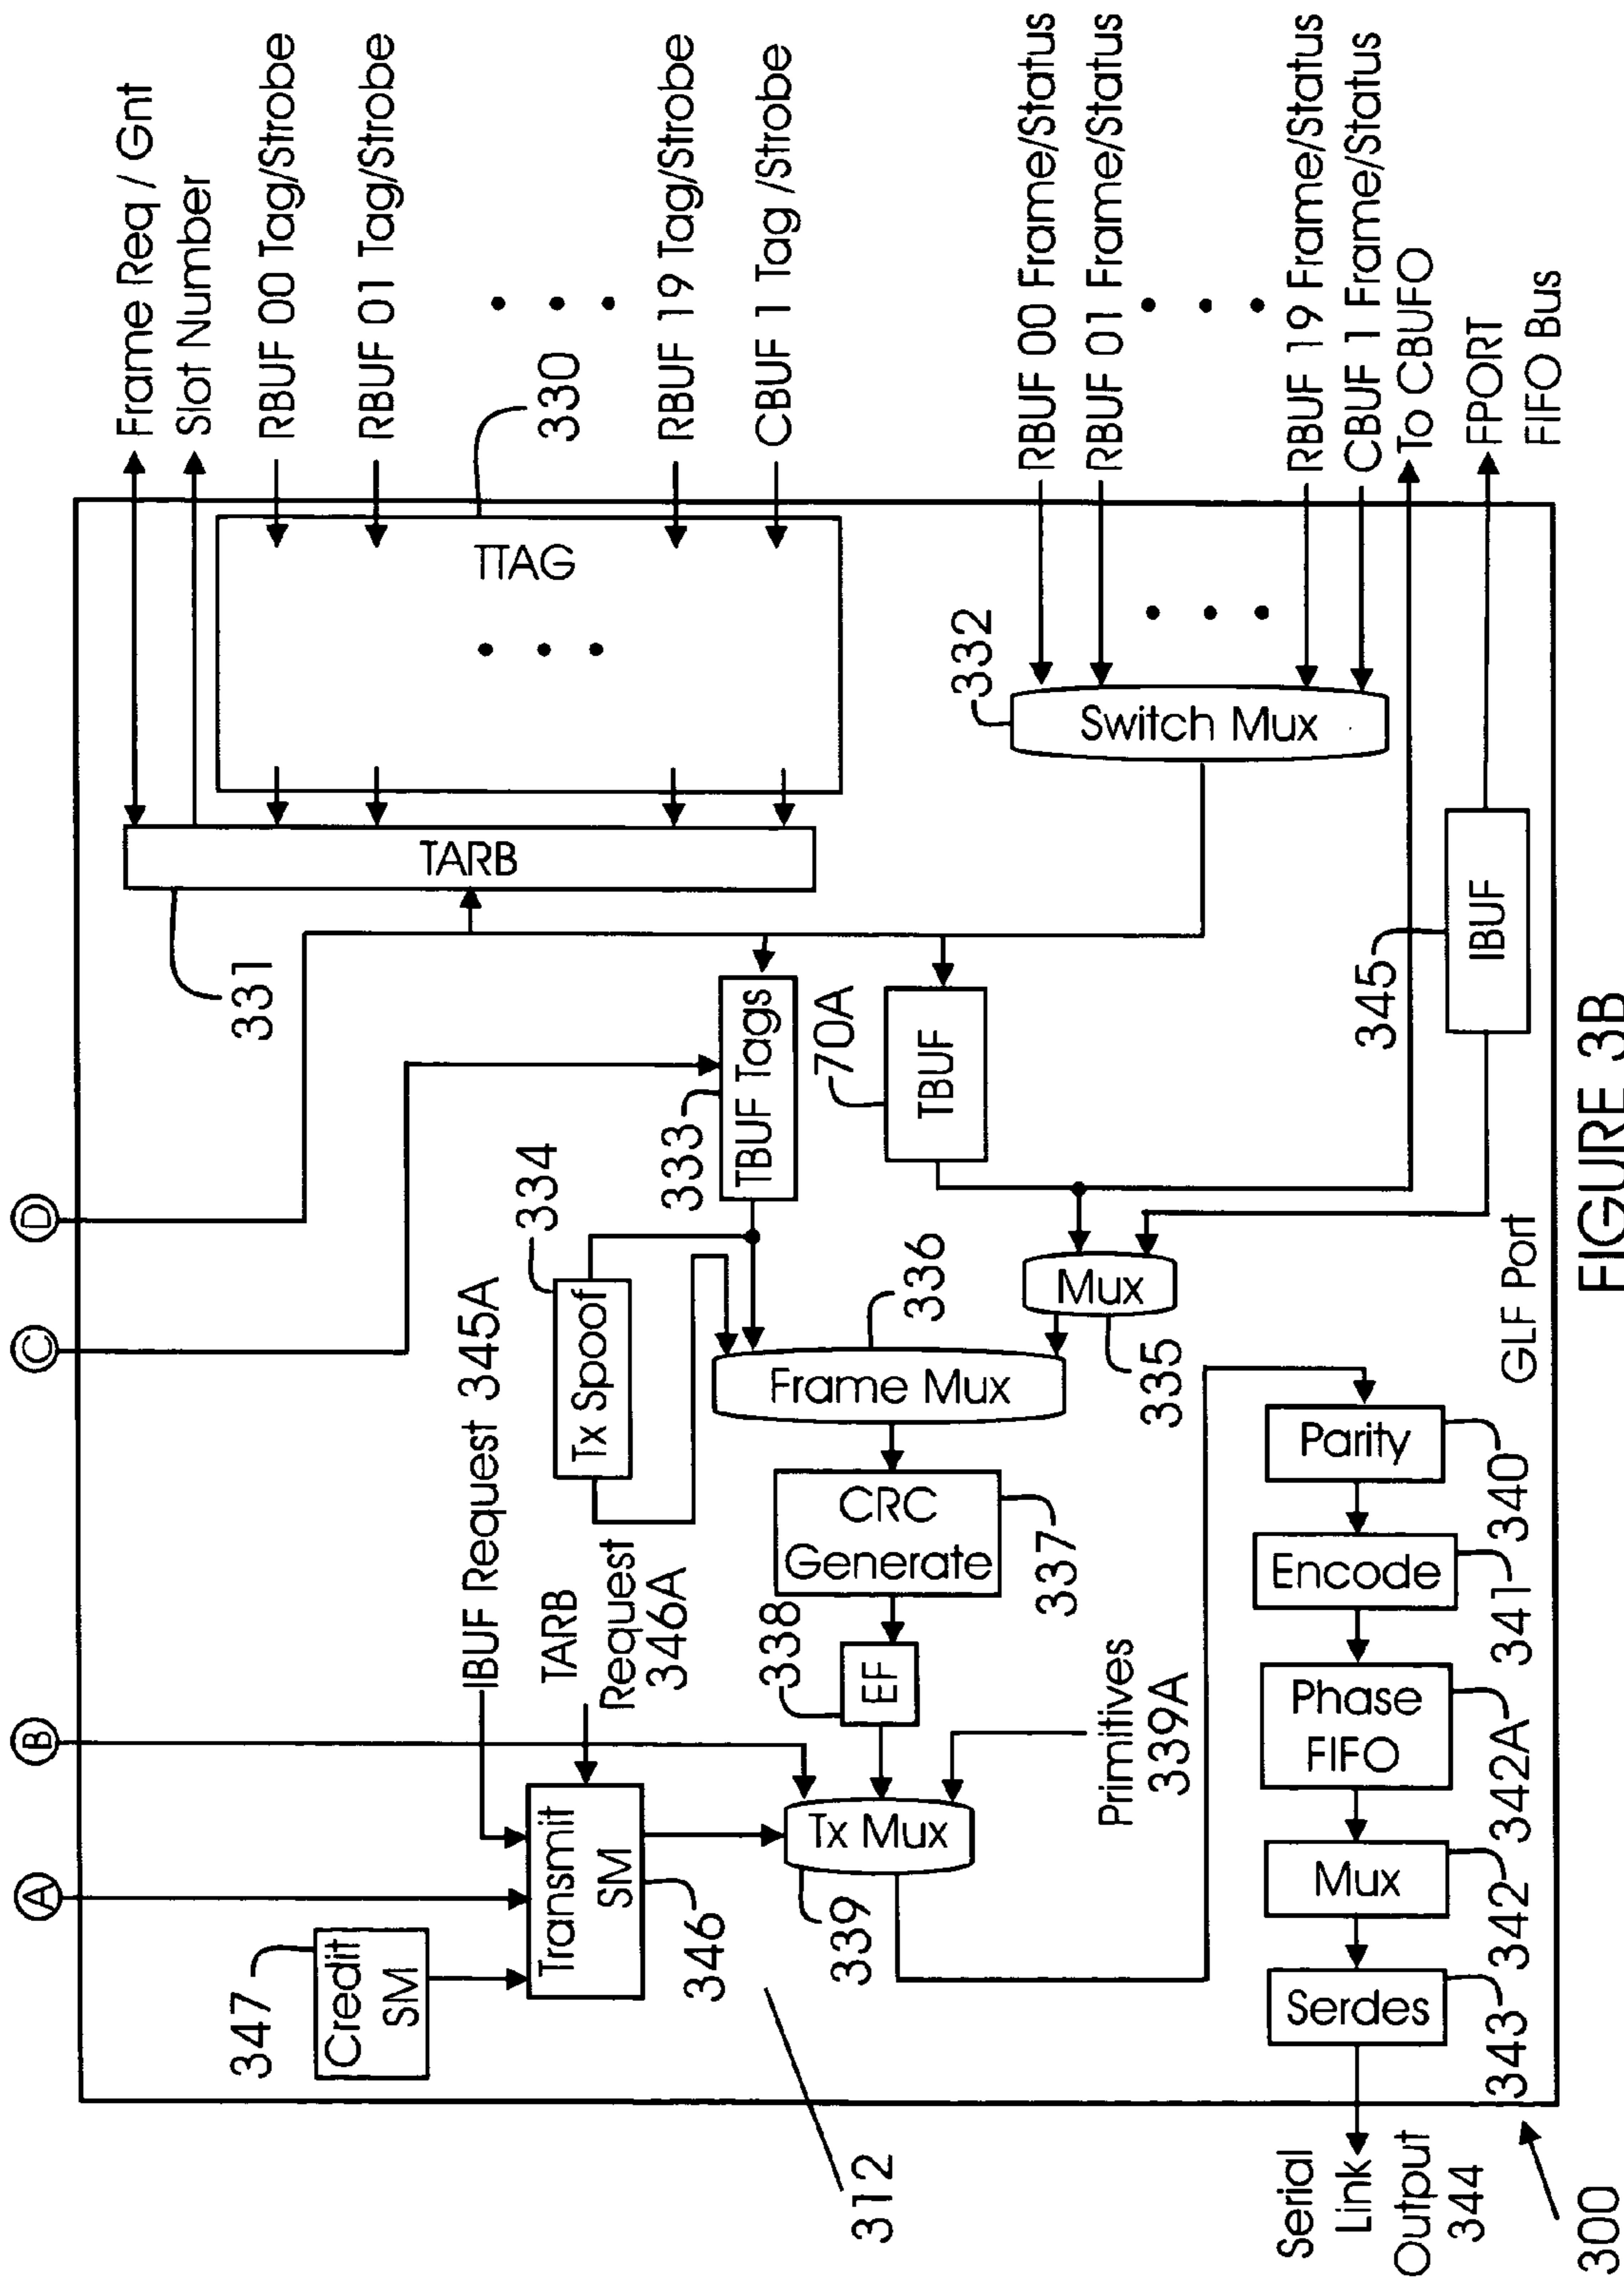 A
B
C
D
347
Credit
SM
Transmit
SM
346
IBUF Request 345A
TARB
Request
346A
334
Tx Spoof
333
TBUF Tags
331
TARB
TTAG
330
Frame Req / Gnt
Slot Number
RBUF 00 Tag/Strobe
RBUF 01 Tag/Strobe
RBUF 19 Tag/Strobe
CBUF 1 Tag /Strobe
312
Tx Mux
339
338
EF
CRC
Generate
337
Frame Mux
336
70A
TBUF
332
Switch Mux
RBUF 00 Frame/Status
RBUF 01 Frame/Status
RBUF 19 Frame/Status
CBUF 1 Frame/Status
To CBUFO
Primitives
339A
Mux
335
345
IBUF
FPORT
FIFO Bus
Serial
Link
Output
344
Serdes
343
Mux
342
Phase
FIFO
342A
Encode
341
Parity
340
GLF Port
300
FIGURE 3B